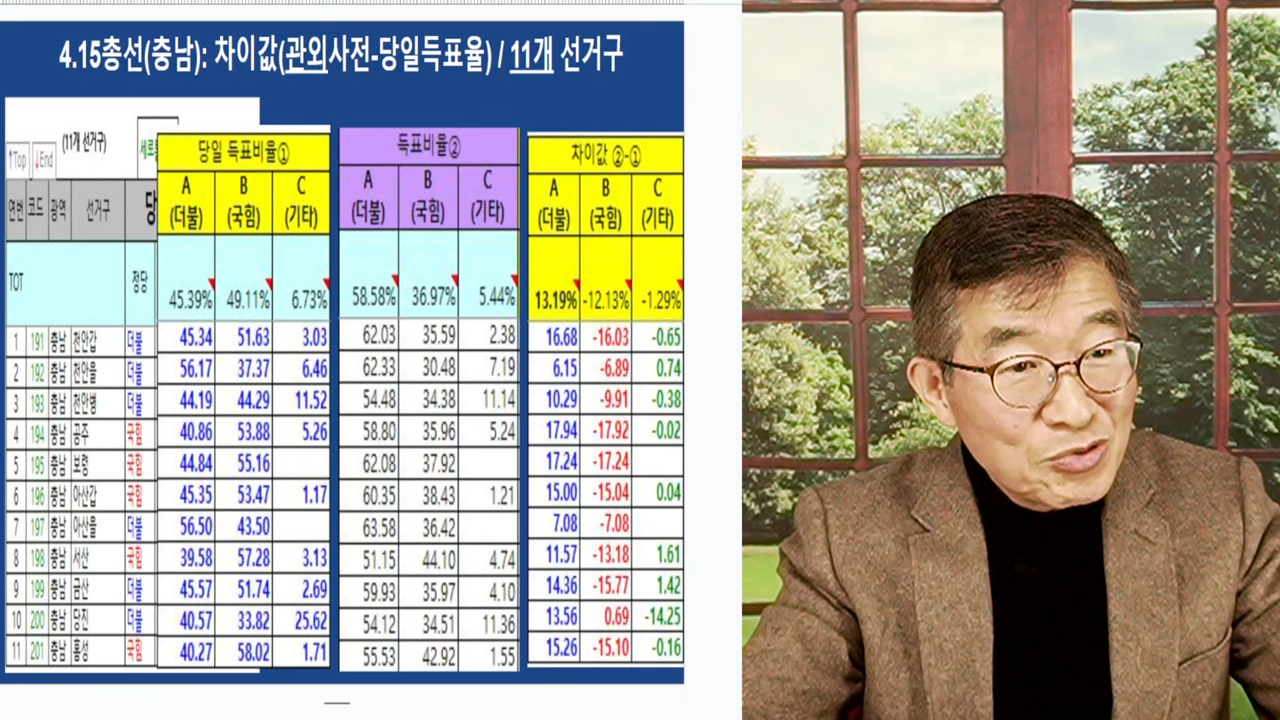 4.15총선(충남): 차이값(관외사전-당일득표율) / 11개 선거구
(11개 선거구)
↑Top ↓End
당일 득표비율① 득표비율② 차이값 ②-①
연번 코드 광역 선거구 당 A B C A B C A B C
(더불) (국힘) (기타) (더불) (국힘) (기타) (더불) (국힘) (기타)
TOT 정당 45.39% 49.11% 6.73% 58.58% 36.97% 5.44% 13.19% -12.13% -1.29%
1 191 충남 천안갑 더불 45.34 51.63 3.03 62.03 35.59 2.38 16.68 -16.03 -0.65
2 192 충남 천안을 더불 56.17 37.37 6.46 62.33 30.48 7.19 6.15 -6.89 0.74
3 193 충남 천안병 더불 44.19 44.29 11.52 54.48 34.38 11.14 10.29 -9.91 -0.38
4 194 충남 공주 국힘 40.86 53.88 5.26 58.80 35.96 5.24 17.94 -17.92 -0.02
5 195 충남 보령 국힘 44.84 55.16 62.08 37.92 17.24 -17.24
6 196 충남 아산갑 국힘 45.35 53.47 1.17 60.35 38.43 1.21 15.00 -15.04 0.04
7 197 충남 아산을 더불 56.50 43.50 63.58 36.42 7.08 -7.08
8 198 충남 서산 국힘 39.58 57.28 3.13 51.15 44.10 4.74 11.57 -13.18 1.61
9 199 충남 금산 더불 45.57 51.74 2.69 59.93 35.97 4.10 14.36 -15.77 1.42
10 200 충남 당진 더불 40.57 33.82 25.62 54.12 34.51 11.36 13.56 0.69 -14.25
11 201 충남 홍성 국힘 40.27 58.02 1.71 55.53 42.92 1.55 15.26 -15.10 -0.16